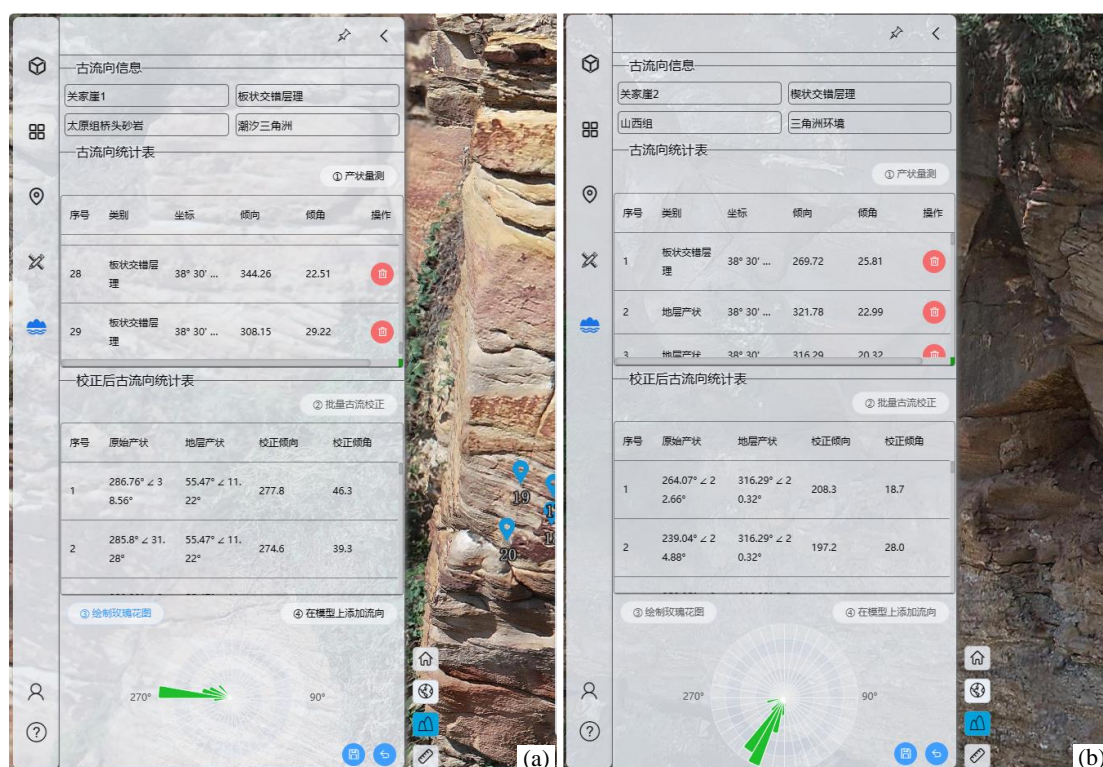 古流向信息
关家崖1 板状交错层理
太原组桥头砂岩 潮汐三角洲
古流向统计表
① 产状量测
序号 类别 坐标 倾向 倾角 操作
28 板状交错层理 38° 30' ... 344.26 22.51
29 板状交错层理 38° 30' ... 308.15 29.22
校正后古流向统计表
② 批量古流校正
序号 原始产状 地层产状 校正倾向 校正倾角
1 286.76° ∠ 38.56° 55.47° ∠ 11.22° 277.8 46.3
2 285.8° ∠ 31.28° 55.47° ∠ 11.22° 274.6 39.3
③ 绘制玫瑰花图 ④ 在模型上添加流向
270° 90°
19
20
(a)
古流向信息
关家崖2 楔状交错层理
山西组 三角洲环境
古流向统计表
① 产状量测
序号 类别 坐标 倾向 倾角 操作
1 板状交错层理 38° 30' ... 269.72 25.81
2 地层产状 38° 30' ... 321.78 22.99
3 地层产状 38° 30' 316.29 20.32
校正后古流向统计表
② 批量古流校正
序号 原始产状 地层产状 校正倾向 校正倾角
1 264.07° ∠ 22.66° 316.29° ∠ 20.32° 208.3 18.7
2 239.04° ∠ 24.88° 316.29° ∠ 20.32° 197.2 28.0
③ 绘制玫瑰花图 ④ 在模型上添加流向
270° 90°
(b)